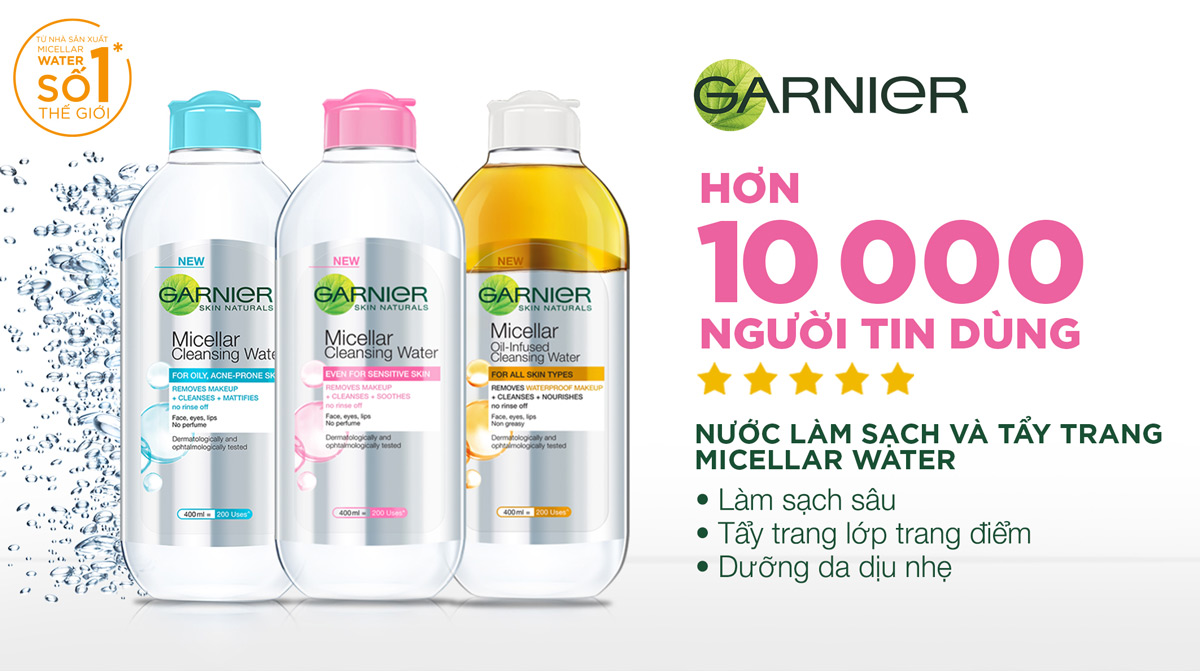 TỪ NHÀ SẢN XUẤT
MICELLAR
WATER
SỐ 1*
THẾ GIỚI
NEW
GARNIER
SKIN NATURALS
Micellar
Cleansing Wate
FOR OILY, ACNE-PRONE SK
REMOVES MAKEUP
+ CLEANSES + MATTIFIES
no rinse off
Face, eyes, lips
No perfume
Dermatologically and
ophtalmologically tested
400ml = 200 Uses*
NEW
GARNIER
SKIN NATURALS
Micellar
Cleansing Water
EVEN FOR SENSITIVE SKIN
REMOVES MAKEUP
+ CLEANSES + SOOTHES
no rinse off
Face, eyes, lips
No perfume
Dermatologically and
ophtalmologically tested
400ml = 200 Uses*
NEW
GARNIER
SKIN NATURALS
Micellar
Oil-Infused
Cleansing Water
FOR ALL SKIN TYPES
REMOVES WATERPROOF MAKEUP
+ CLEANSES + NOURISHES
no rinse off
Face, eyes, lips
Non greasy
Dermatologically and
ophtalmologically tested
400ml = 200 Uses*
GARNIER
HƠN
10 000
NGƯỜI TIN DÙNG
NƯỚC LÀM SẠCH VÀ TẨY TRANG
MICELLAR WATER
• Làm sạch sâu
• Tẩy trang lớp trang điểm
• Dưỡng da dịu nhẹ